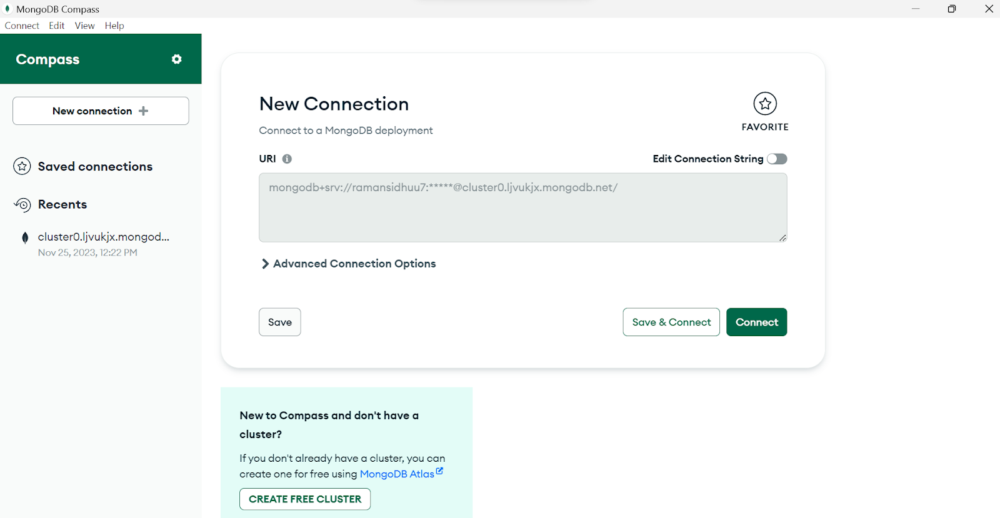 MongoDB Compass
Connect Edit View Help
Compass
New connection
Saved connections
Recents
cluster0.ljvukjx.mongod...
Nov 25, 2023, 12:22 PM
New Connection
Connect to a MongoDB deployment
FAVORITE
URI
Edit Connection String
mongodb+srv://ramansidhuu7:*****@cluster0.ljvukjx.mongodb.net/
Advanced Connection Options
Save
Save & Connect
Connect
New to Compass and don't have a
cluster?
If you don't already have a cluster, you can
create one for free using MongoDB Atlas
CREATE FREE CLUSTER